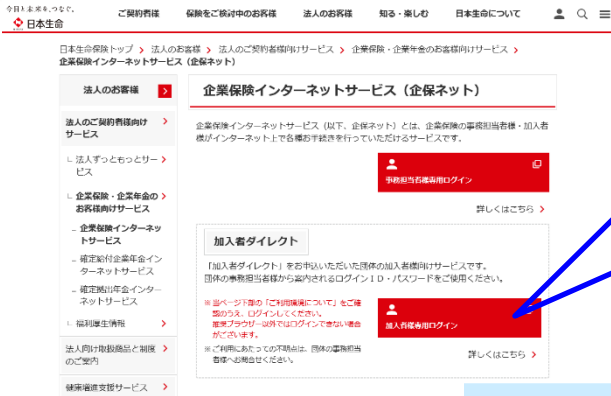 今日と未来を、つなぐ。
日本生命
ご契約者様 保険をご検討中のお客様 法人のお客様 知る・楽しむ 日本生命について
日本生命保険トップ > 法人のお客様 > 法人のご契約者様向けサービス > 企業保険・企業年金のお客様向けサービス >
企業保険インターネットサービス（企保ネット）
法人のお客様
法人のご契約者様向け
サービス
法人ずっともっとサー
ビス
企業保険・企業年金の
お客様向けサービス
企業保険インターネッ
トサービス
確定給付企業年金イン
ターネットサービス
確定拠出年金インター
ネットサービス
福利厚生情報
法人向け取扱商品と制度
のご案内
健康増進支援サービス
企業保険インターネットサービス（企保ネット）
企業保険インターネットサービス（以下、企保ネット）とは、企業保険の事務担当者様・加入者
様がインターネット上で各種お手続きを行っていただけるサービスです。
事務担当者様専用ログイン
詳しくはこちら
加入者ダイレクト
「加入者ダイレクト」をお申込いただいた団体の加入者様向けサービスです。
団体の事務担当者様から案内されるログインＩＤ・パスワードをご使用ください。
※当ページ下部の「ご利用環境について」をご確
認のうえ、ログインしてください。
推奨ブラウザー以外ではログインできない場合
がございます。
※ご利用にあたっての不明点は、団体の事務担当
者様へお問合せください。
加入者様専用ログイン
詳しくはこちら